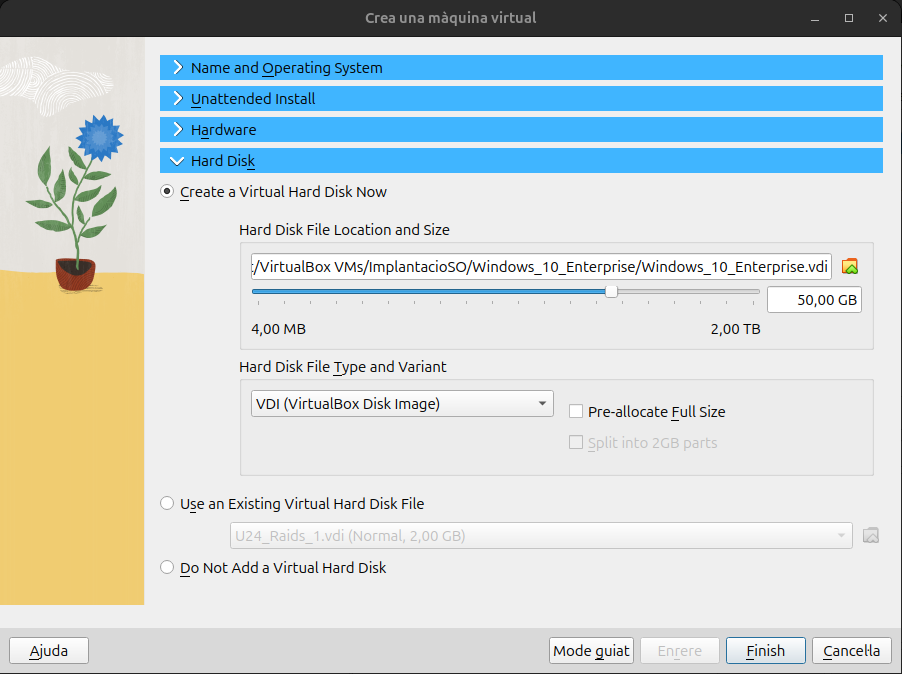 Crea una màquina virtual
Name and Operating System
Unattended Install
Hardware
Hard Disk
Create a Virtual Hard Disk Now
Hard Disk File Location and Size
/VirtualBox VMs/ImplantacioSO/Windows_10_Enterprise/Windows_10_Enterprise.vdi
50,00 GB
4,00 MB 2,00 TB
Hard Disk File Type and Variant
VDI (VirtualBox Disk Image)
Pre-allocate Full Size
Split into 2GB parts
Use an Existing Virtual Hard Disk File
U24_Raids_1.vdi (Normal, 2,00 GB)
Do Not Add a Virtual Hard Disk
Ajuda Mode guiat Enrere Finish Cancel·la